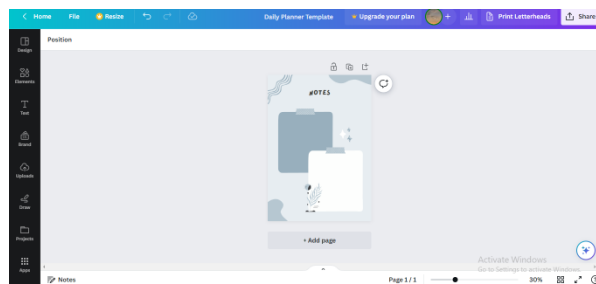 Home File Resize Daily Planner Template Upgrade your plan + Print Letterheads Share
Position
Design
Elements
Text
Brand
Uploads
Draw
Projects
Apps
NOTES
+ Add page
Activate Windows
Go to Settings to activate Windows.
Notes Page 1 / 1 30%